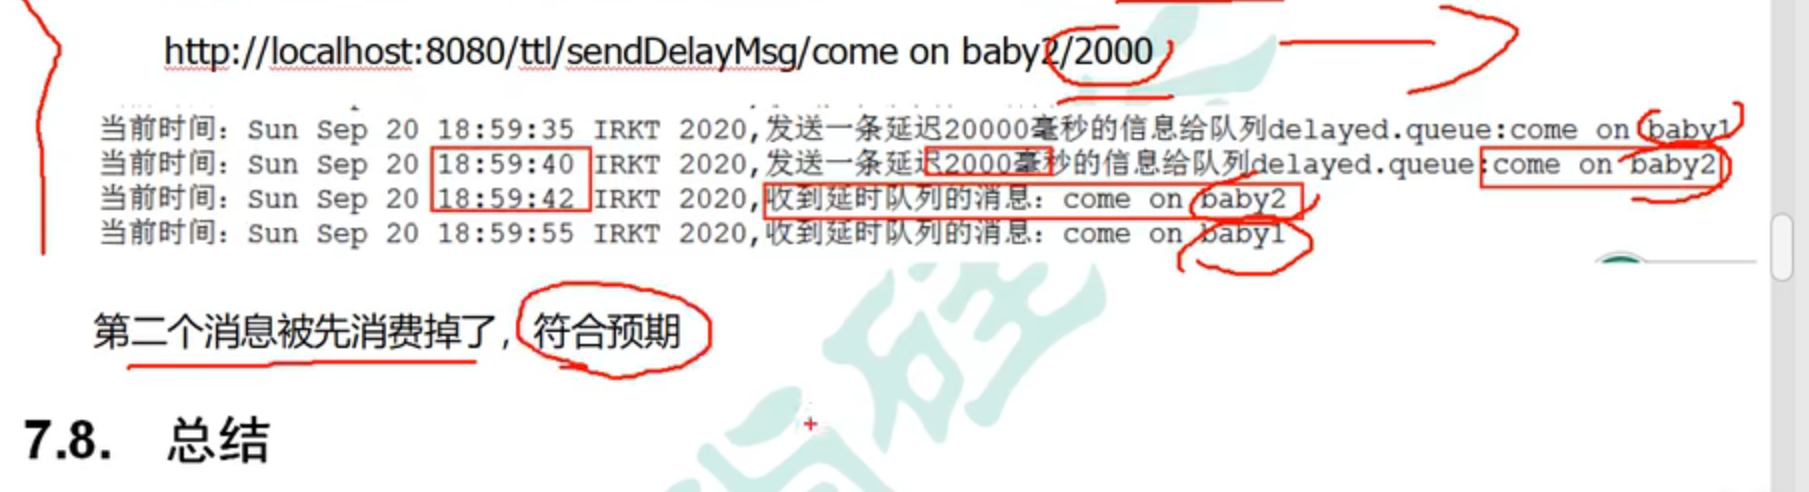 http://localhost:8080/ttl/sendDelayMsg/come on baby2/2000
当前时间：Sun Sep 20 18:59:35 IRKT 2020,发送一条延迟20000毫秒的信息给队列delayed.queue:come on baby1
当前时间：Sun Sep 20 18:59:40 IRKT 2020,发送一条延迟2000毫秒的信息给队列delayed.queue:come on baby2
当前时间：Sun Sep 20 18:59:42 IRKT 2020,收到延时队列的消息：come on baby2
当前时间：Sun Sep 20 18:59:55 IRKT 2020,收到延时队列的消息：come on baby1
第二个消息被先消费掉了，符合预期
7.8. 总结